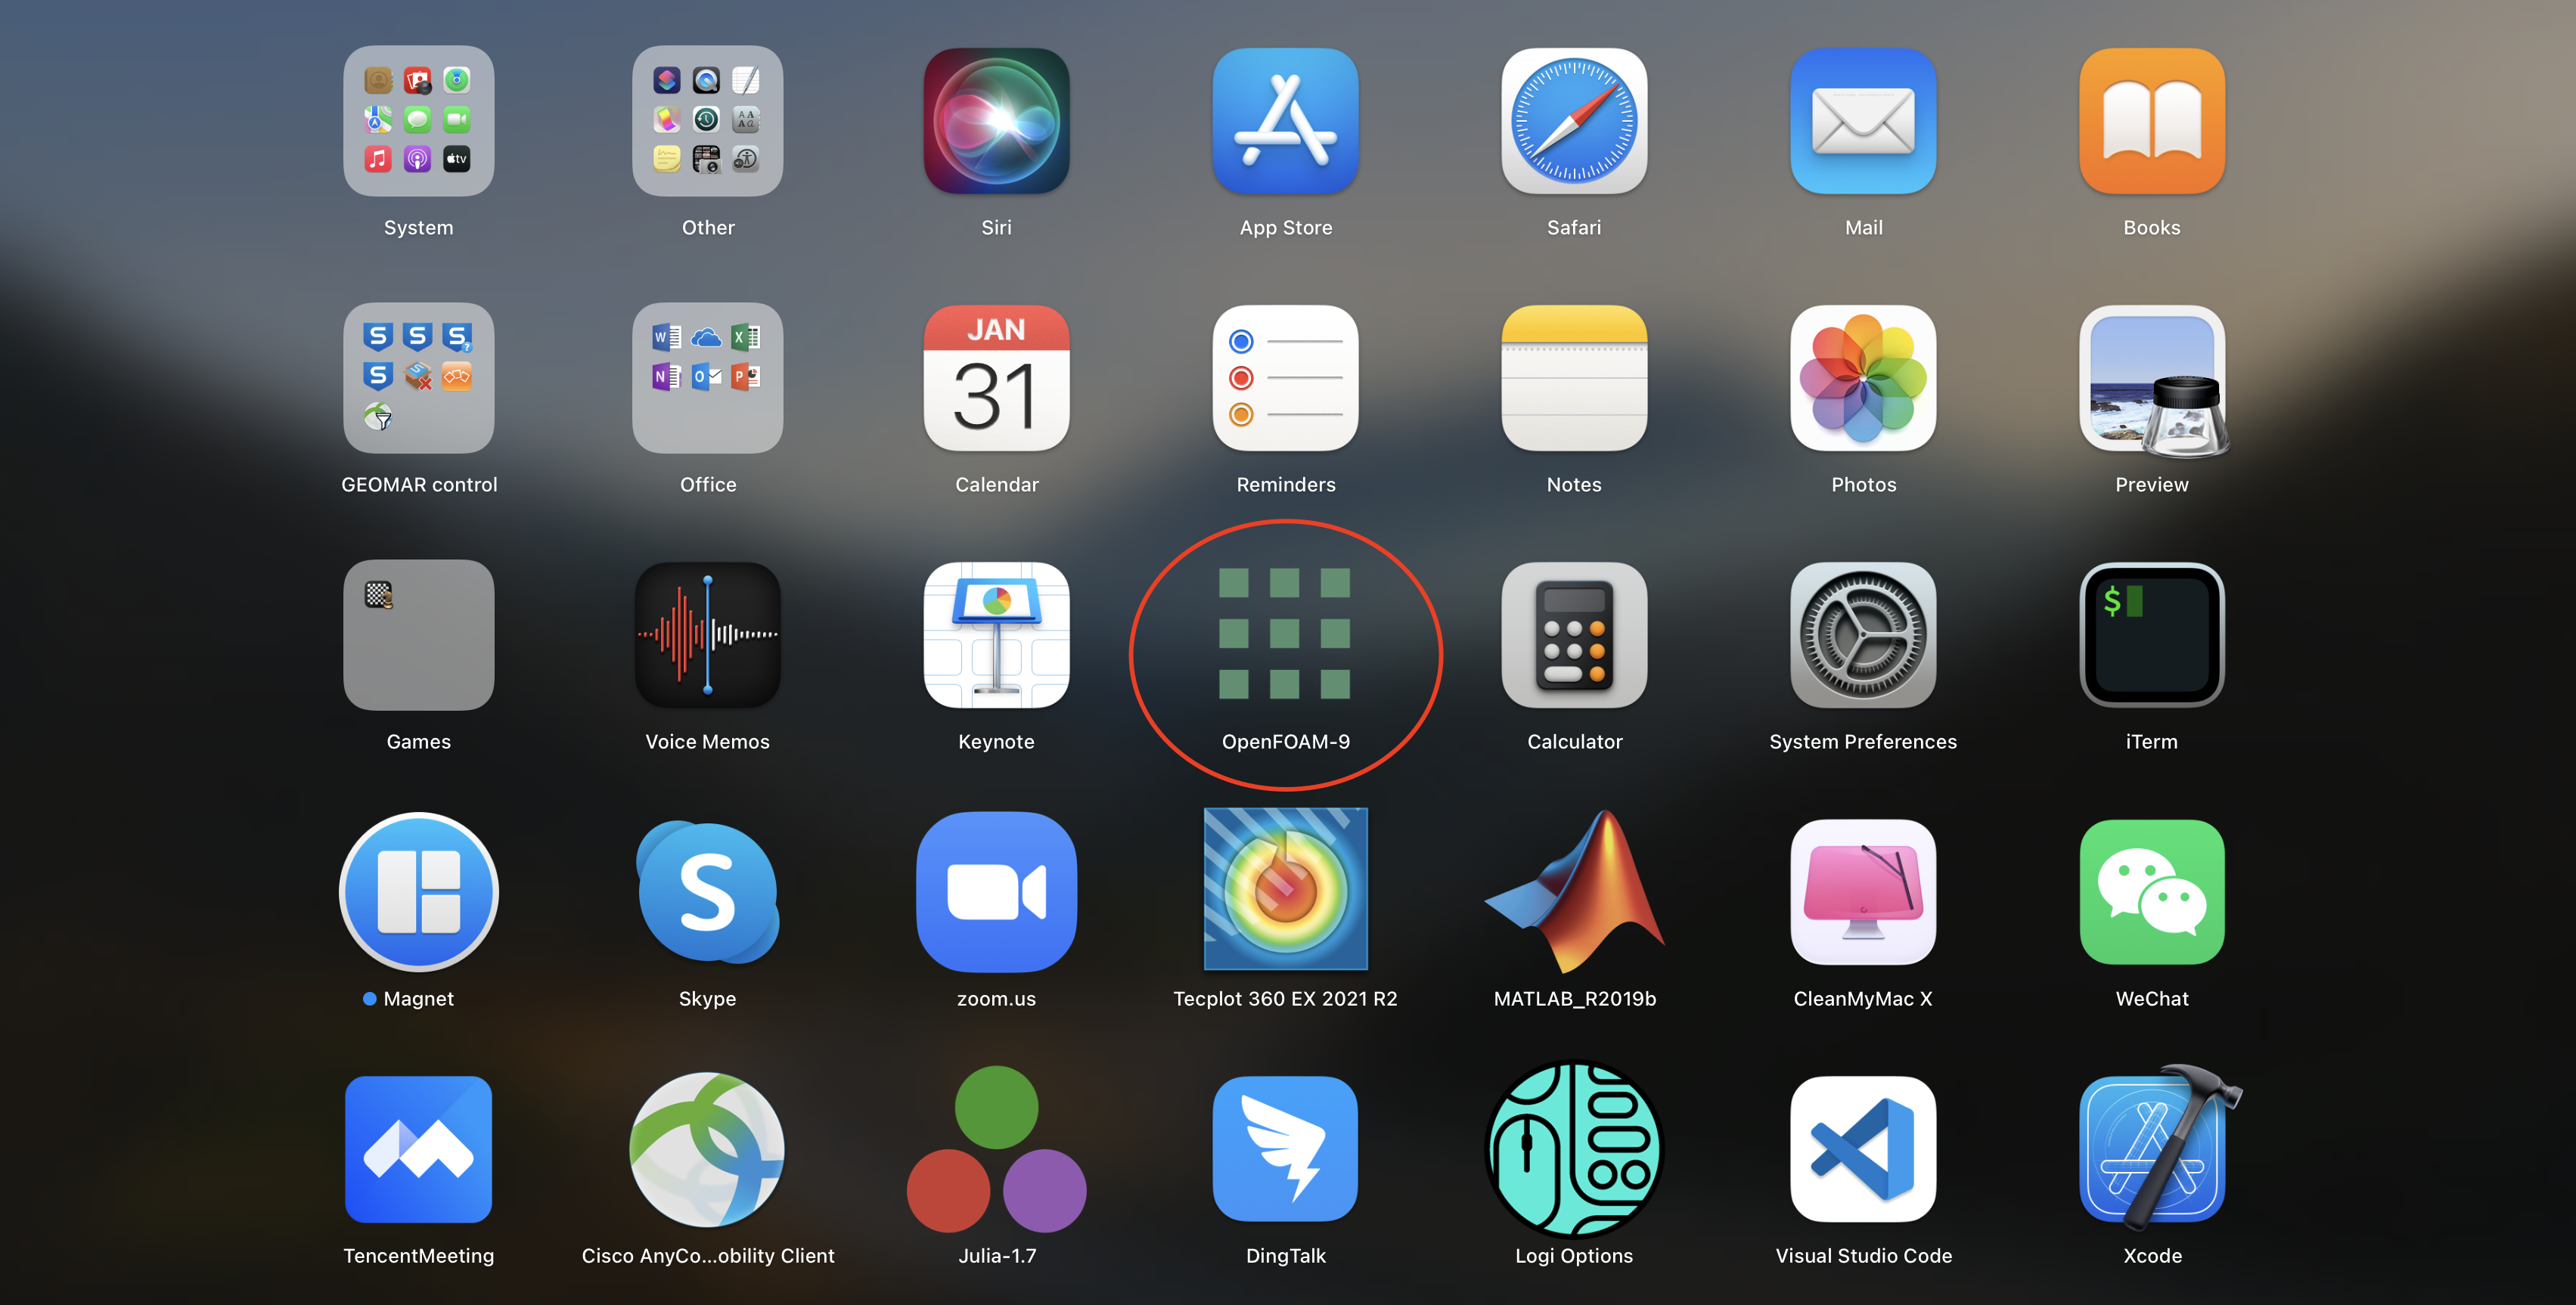 System
Other
Siri
App Store
Safari
Mail
Books
JAN
31
GEOMAR control
Office
Calendar
Reminders
Notes
Photos
Preview
$
Games
Voice Memos
Keynote
OpenFOAM-9
Calculator
System Preferences
iTerm
S
Magnet
Skype
zoom.us
Tecplot 360 EX 2021 R2
MATLAB_R2019b
CleanMyMac X
WeChat
TencentMeeting
Cisco AnyCo...obility Client
Julia-1.7
DingTalk
Logi Options
Visual Studio Code
Xcode